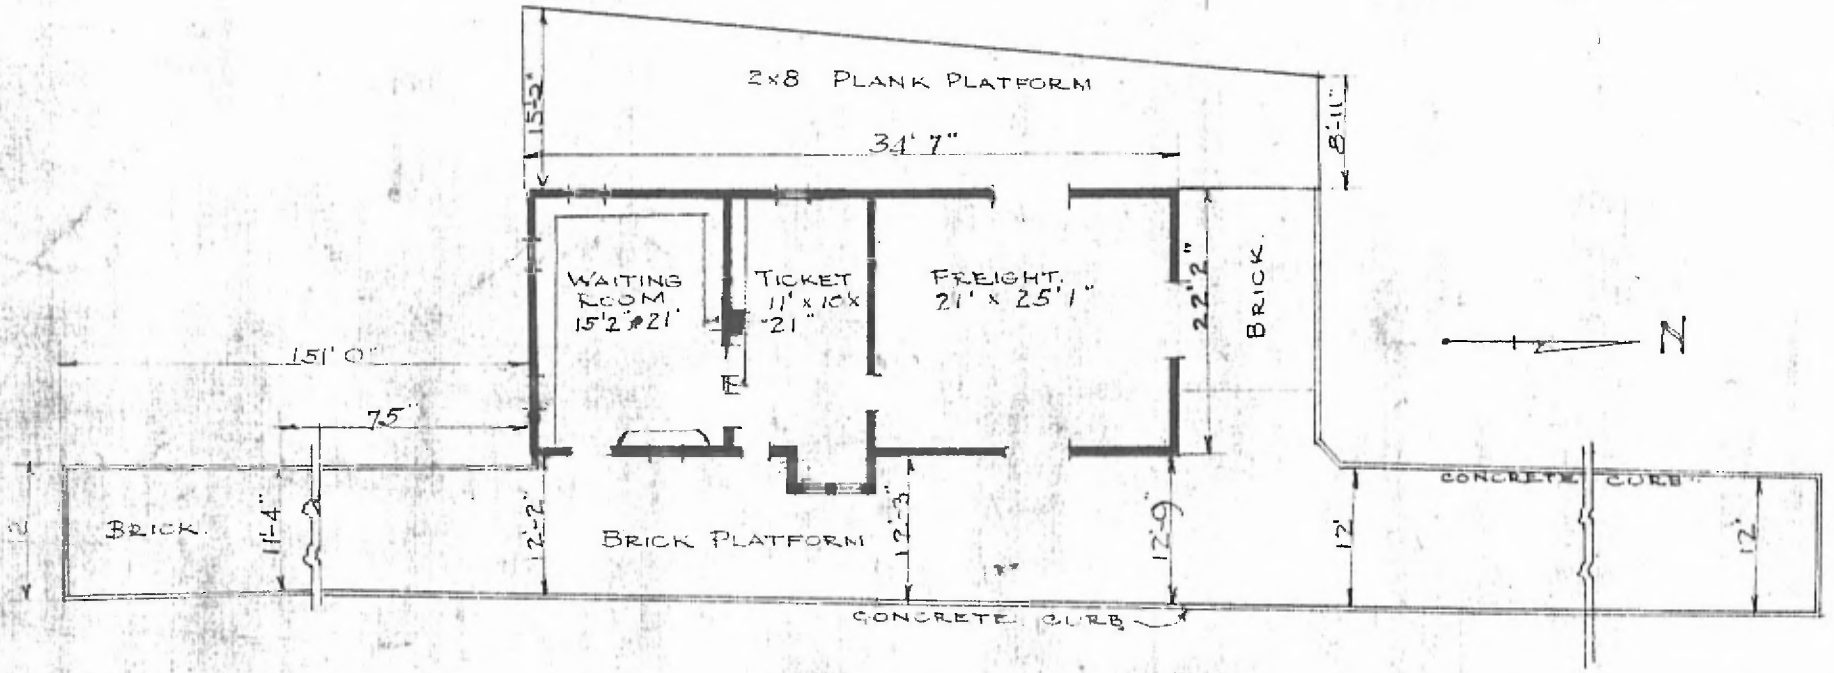 2x8 PLANK PLATFORM
15'-2"
34' 7"
8'-11"
WAITING
ROOM
15'2" x 21'
TICKET
11' x 10 x
21"
FREIGHT.
21' x 25'1"
22'2"
BRICK.
N
151' 0"
75'
BRICK.
11'-4"
12'-2"
BRICK PLATFORM
12'-3"
12'-9"
12'
CONCRETE CURB
12'
CONCRETE CURB